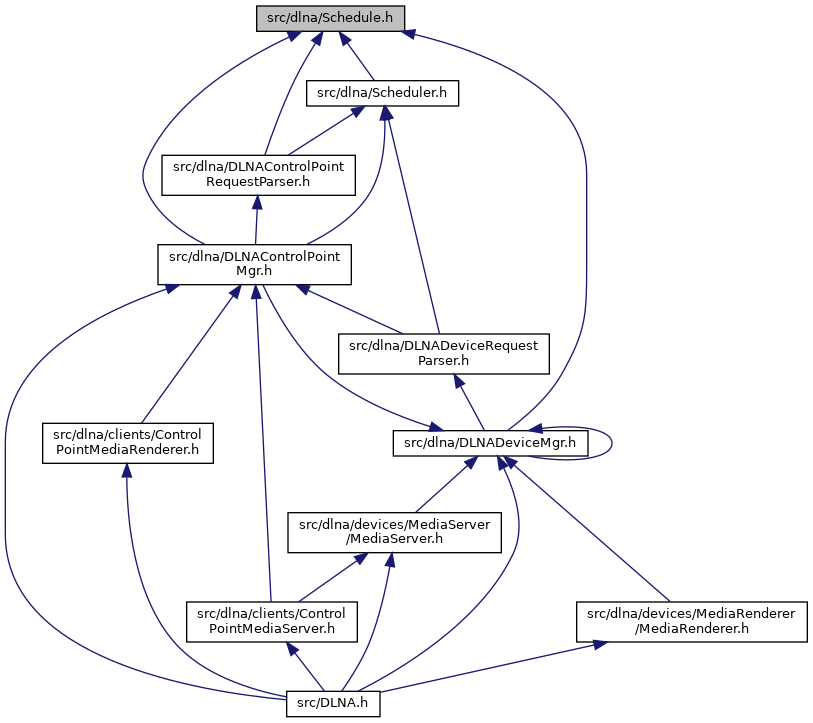 src/dlna/Schedule.h
src/dlna/Scheduler.h
src/dlna/DLNAControlPoint
RequestParser.h
src/dlna/DLNAControlPoint
Mgr.h
src/dlna/DLNADeviceRequest
Parser.h
src/dlna/clients/Control
PointMediaRenderer.h
src/dlna/DLNADeviceMgr.h
src/dlna/devices/MediaServer
/MediaServer.h
src/dlna/clients/Control
PointMediaServer.h
src/dlna/devices/MediaRenderer
/MediaRenderer.h
src/DLNA.h